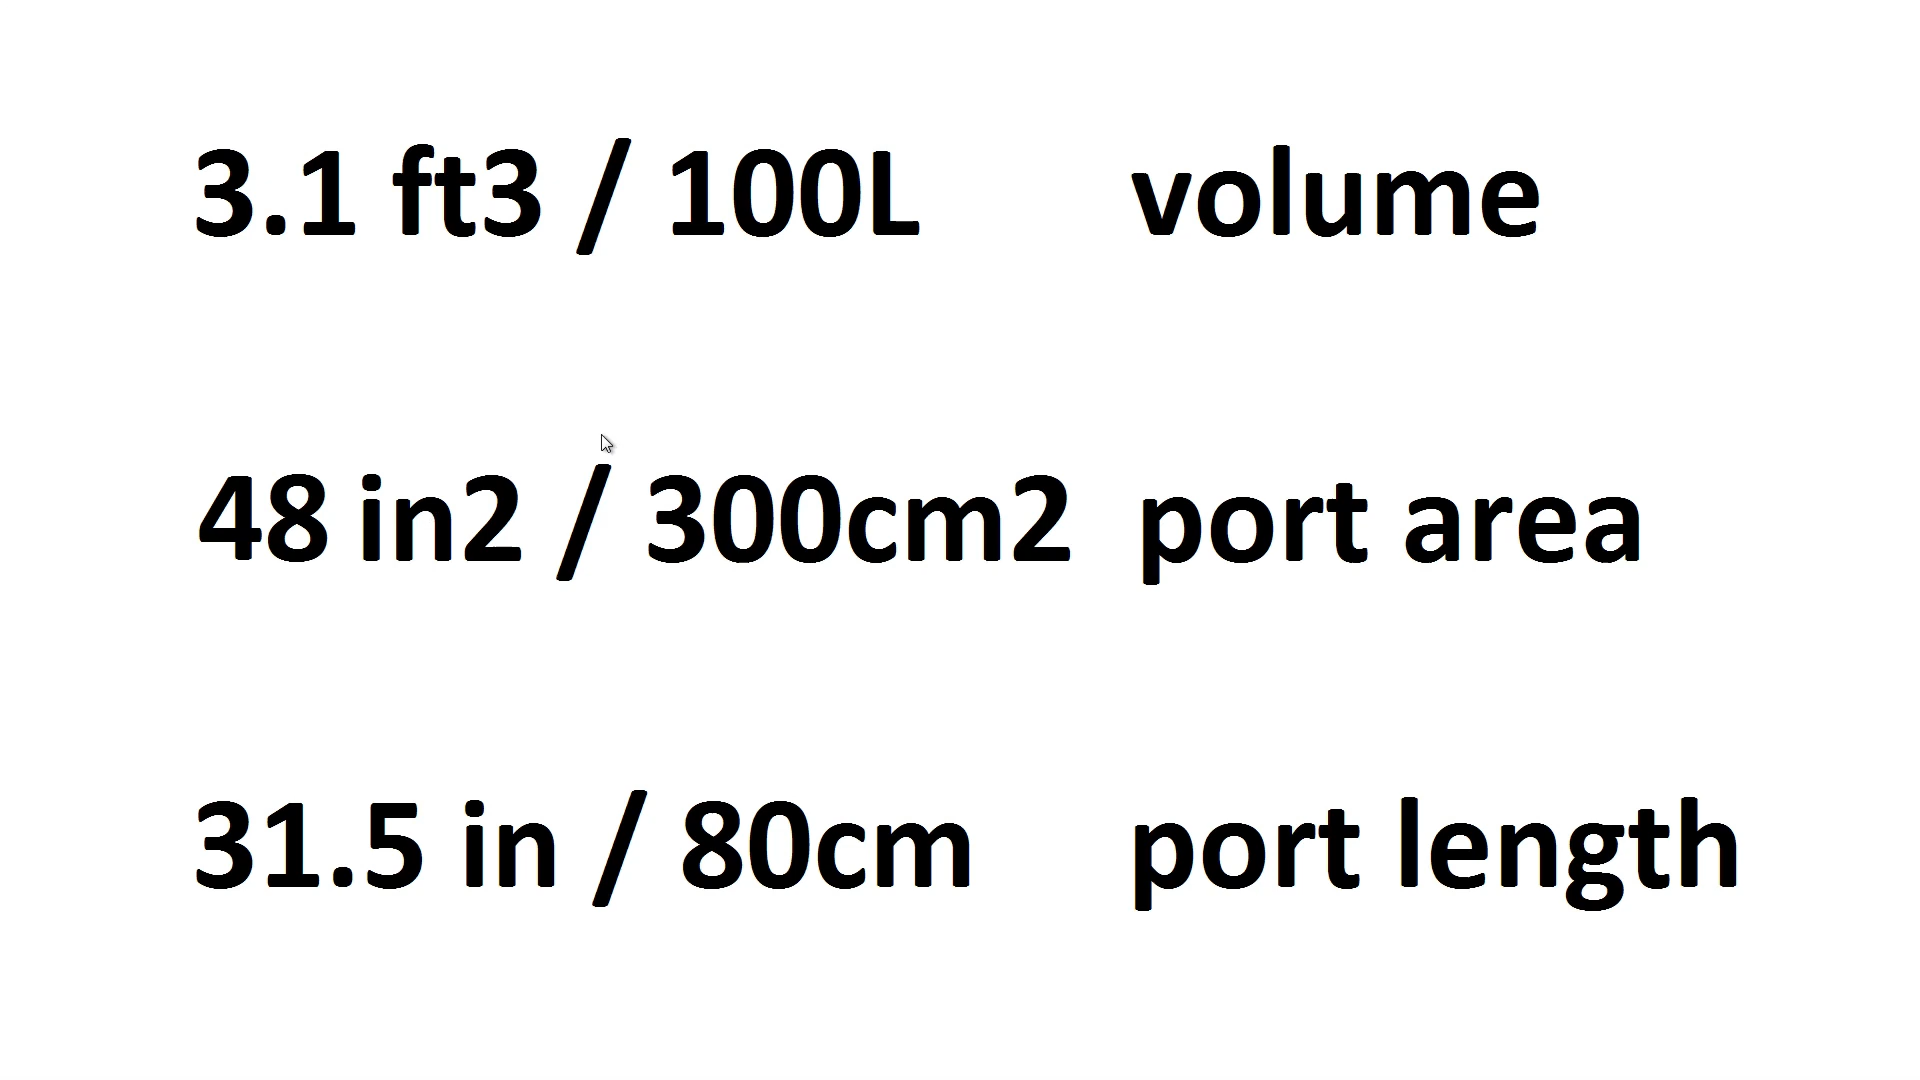 3.1 ft3 / 100L volume
48 in2 / 300cm2 port area
31.5 in / 80cm port length